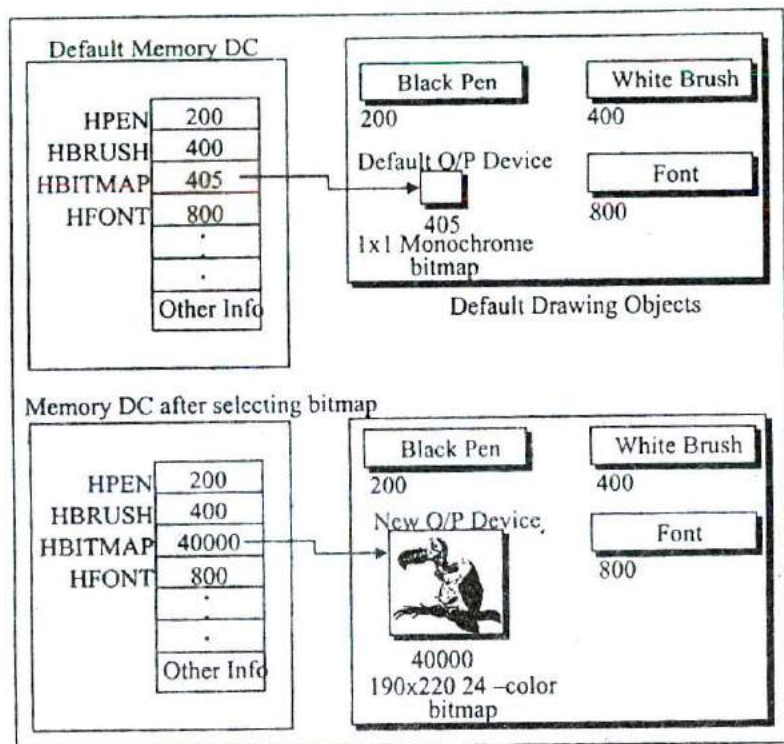 Default Memory DC
HPEN 200
HBRUSH 400
HBITMAP 405
HFONT 800
.
.
Other Info
Black Pen
200
White Brush
400
Default O/P Device
405
1x1 Monochrome
bitmap
Font
800
Default Drawing Objects
Memory DC after selecting bitmap
HPEN 200
HBRUSH 400
HBITMAP 40000
HFONT 800
.
.
Other Info
Black Pen
200
White Brush
400
New O/P Device
40000
190x220 24 –color
bitmap
Font
800